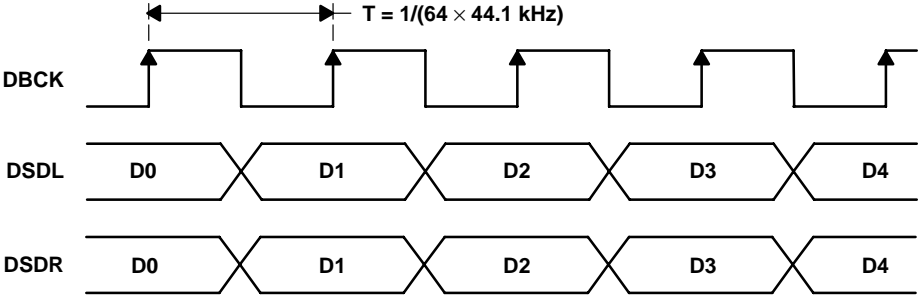 T = 1/(64 × 44.1 kHz)
DBCK
DSDL D0 D1 D2 D3 D4
DSDR D0 D1 D2 D3 D4